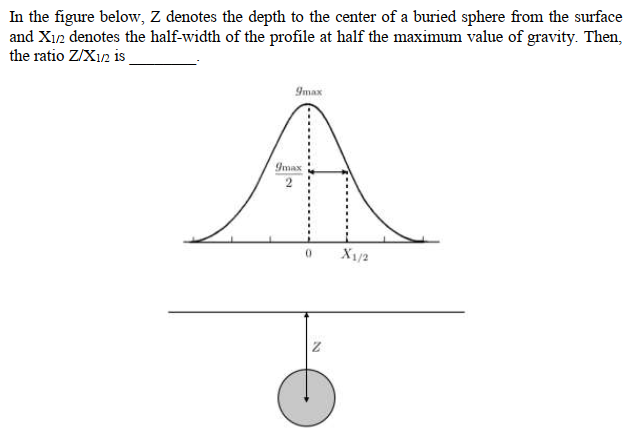 In the figure below, Z denotes the depth to the center of a buried sphere from the surface
and X1/2 denotes the half-width of the profile at half the maximum value of gravity. Then,
the ratio Z/X1/2 is ________.
gmax
gmax
2
0 X1/2
Z